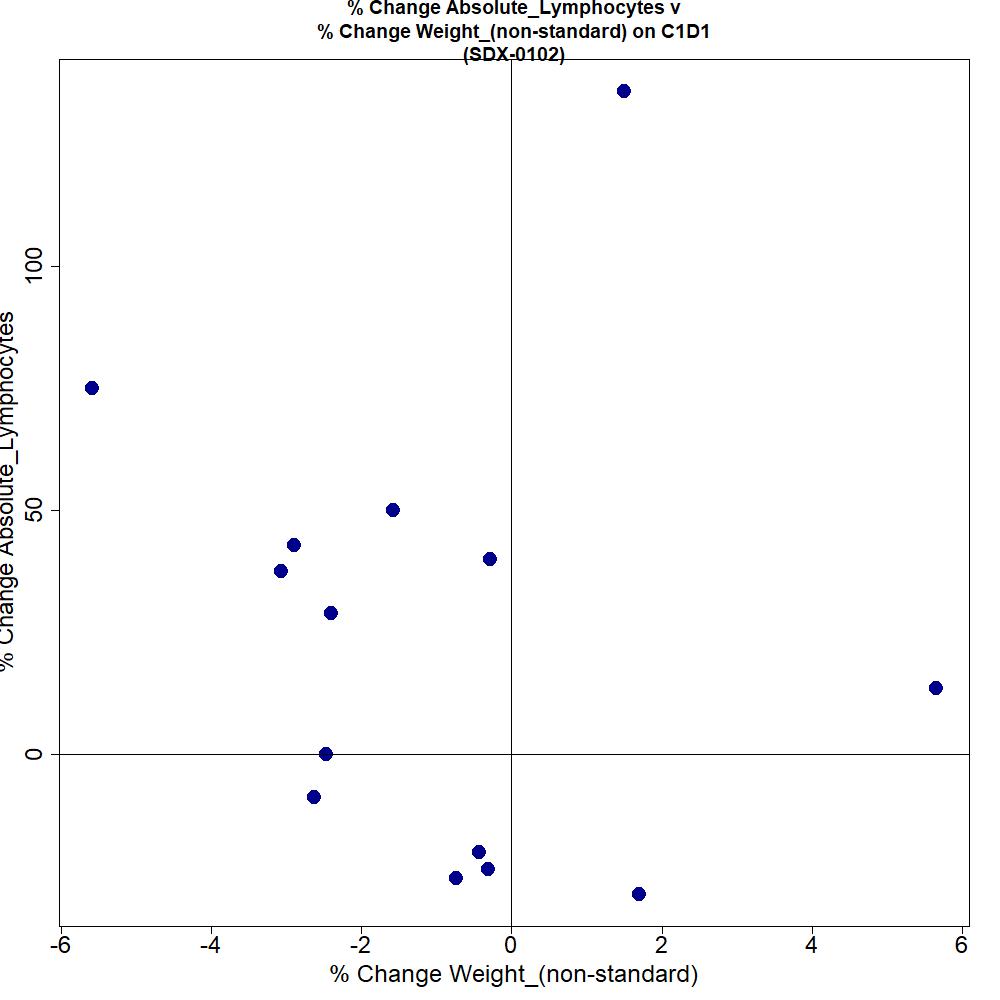 % Change Absolute_Lymphocytes v
% Change Weight_(non-standard) on C1D1
(SDX-0102)
% Change Absolute_Lymphocytes
100
50
0
-6 -4 -2 0 2 4 6
% Change Weight_(non-standard)